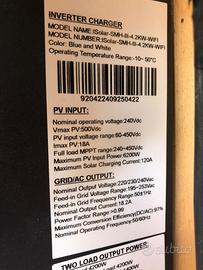 INVERTER CHARGER
MODEL NAME:ISolar-SMH-III-4.2KW-WIFI
MODEL NUMBER:ISolar-SMH-II-4.2KW-WIFI
Color: Blue and White
Operating Temperature Range:-10~ 50°C
920422409250422
PV INPUT:
Nominal operating voltage:240Vdc
Vmax PV:500Vdc
PV input voltage range:60-450Vdc
Imax PV:18A
Full load MPPT range: 240-450Vdc
Maximum PV Input Power:6200W
Maximum Solar Charging Current:120A
GRID/AC OUTPUT:
Nominal Output Voltage:220/230/240Vac
Feed-in Grid Voltage Range:195~253Vac
Feed-in Grid Frequency Range:50±1Hz
Nominal Output Current:18.2A
Power Factor Range:>0.99
Maximum Conversion Efficiency(DC/AC):97%
Nominal Operating Frequency:50/60Hz
TWO LOAD OUTPUT POWER:
4200W
subito